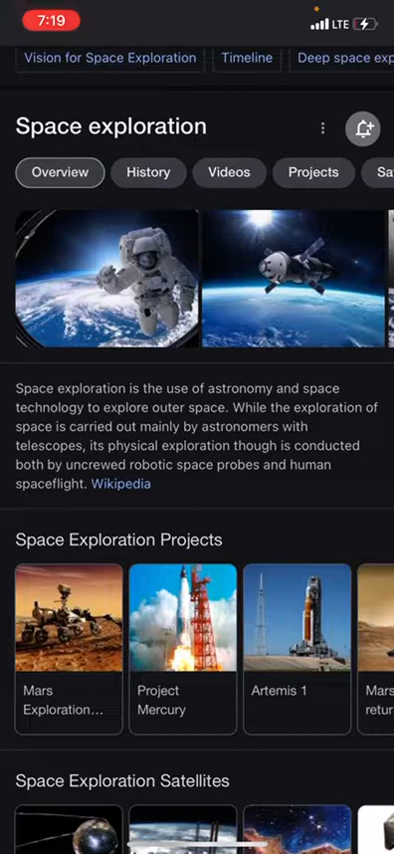 7:19
LTE
Vision for Space Exploration
Timeline
Deep space exp
Space exploration
Overview
History
Videos
Projects
Sa
Space exploration is the use of astronomy and space
technology to explore outer space. While the exploration of
space is carried out mainly by astronomers with
telescopes, its physical exploration though is conducted
both by uncrewed robotic space probes and human
spaceflight. Wikipedia
Space Exploration Projects
Mars
Exploration...
Project
Mercury
Artemis 1
Mars
retur
Space Exploration Satellites